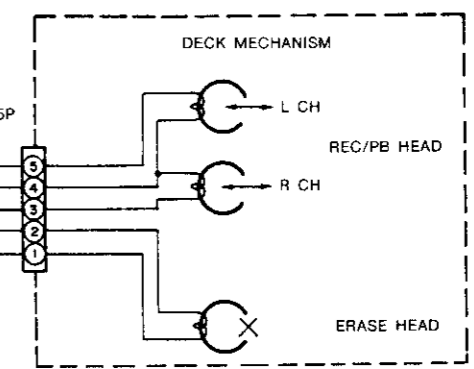 DECK MECHANISM
5P
L CH
REC/PB HEAD
5
4
R CH
3
2
1
ERASE HEAD